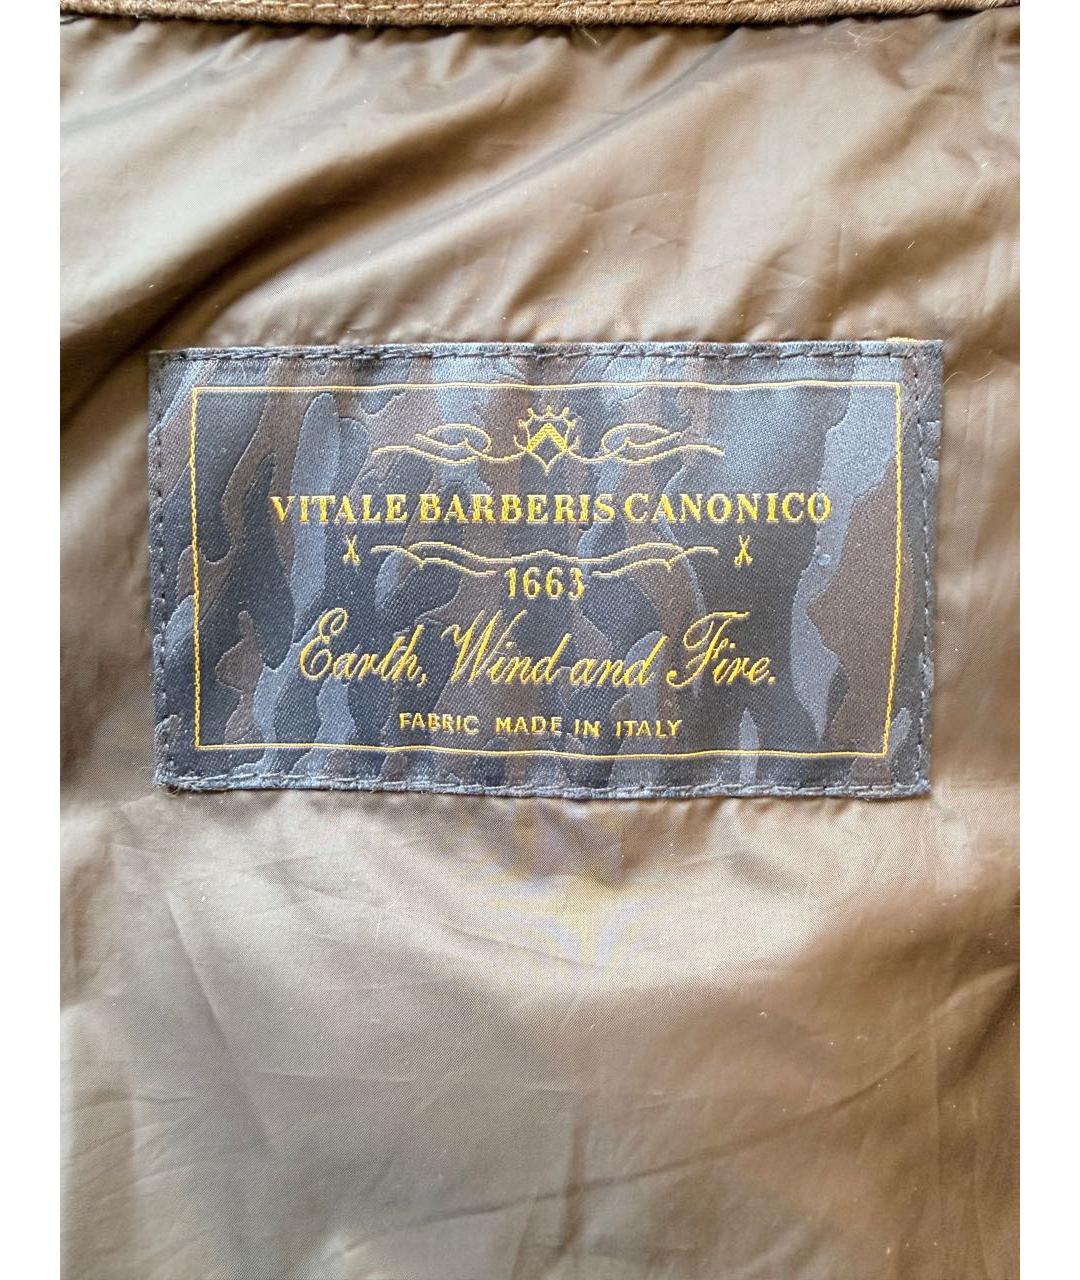 VITALE BARBERIS CANONICO
1663
Earth, Wind and Fire.
FABRIC MADE IN ITALY